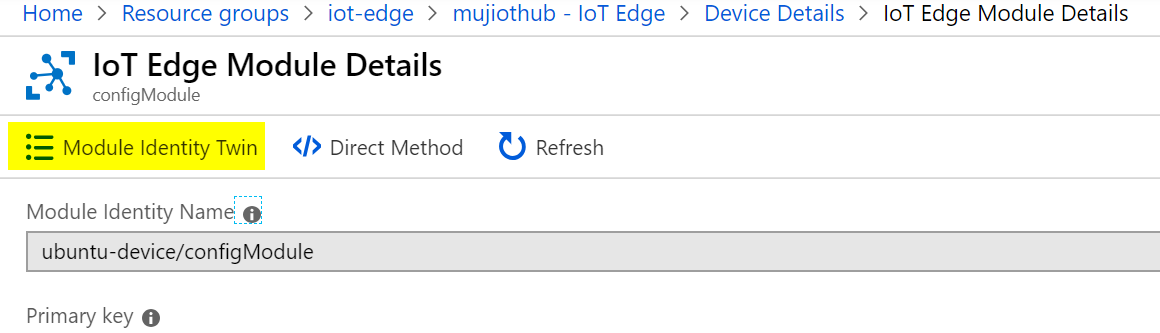 Home > Resource groups > iot-edge > mujiothub - IoT Edge > Device Details > IoT Edge Module Details
IoT Edge Module Details
configModule
Module Identity Twin </> Direct Method Refresh
Module Identity Name
ubuntu-device/configModule
Primary key